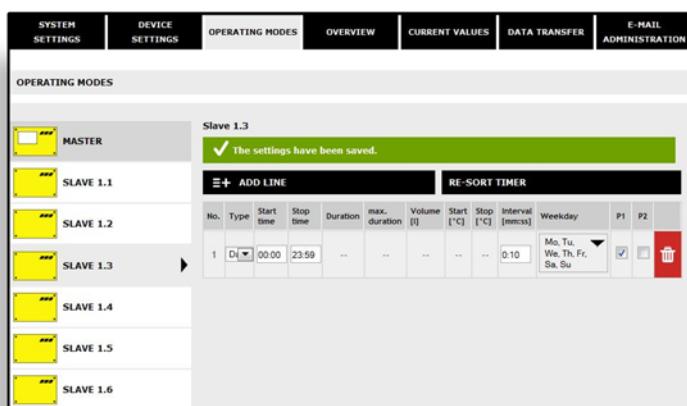 SYSTEM SETTINGS
DEVICE SETTINGS
OPERATING MODES
OVERVIEW
CURRENT VALUES
DATA TRANSFER
E-MAIL ADMINISTRATION
OPERATING MODES
MASTER
SLAVE 1.1
SLAVE 1.2
SLAVE 1.3
SLAVE 1.4
SLAVE 1.5
SLAVE 1.6
Slave 1.3
The settings have been saved.
ADD LINE
RE-SORT TIMER
No. Type Start time Stop time Duration max. duration Volume [l] Start [°C] Stop [°C] Interval [mm:ss] Weekday P1 P2
1 00:00 23:59 -- -- -- -- -- 0:10 Mo, Tu, We, Th, Fr, Sa, Su